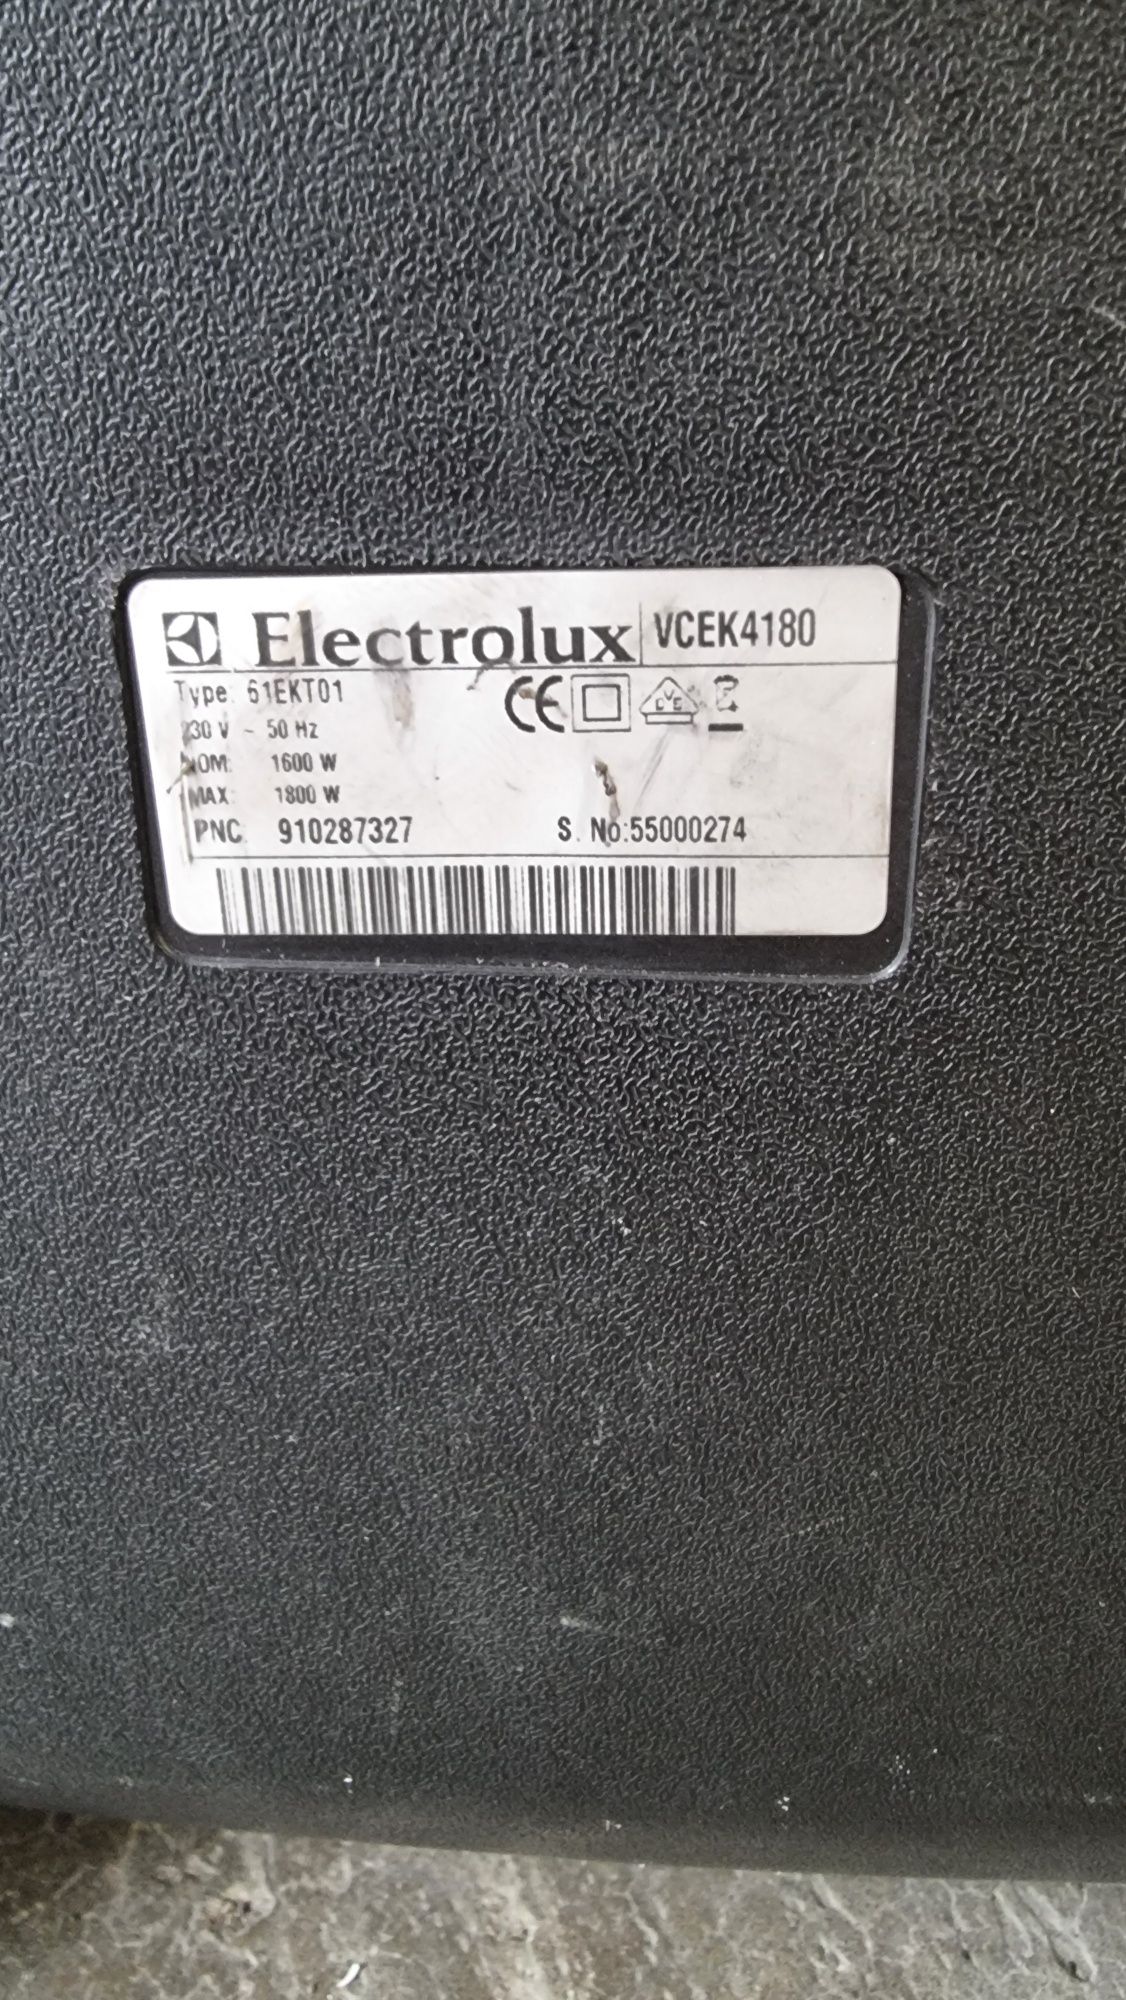 Electrolux VCEK4180
Type: 61EKT01
230 V ~ 50 Hz
NOM: 1600 W
MAX: 1800 W
PNC 910287327 S. No:55000274